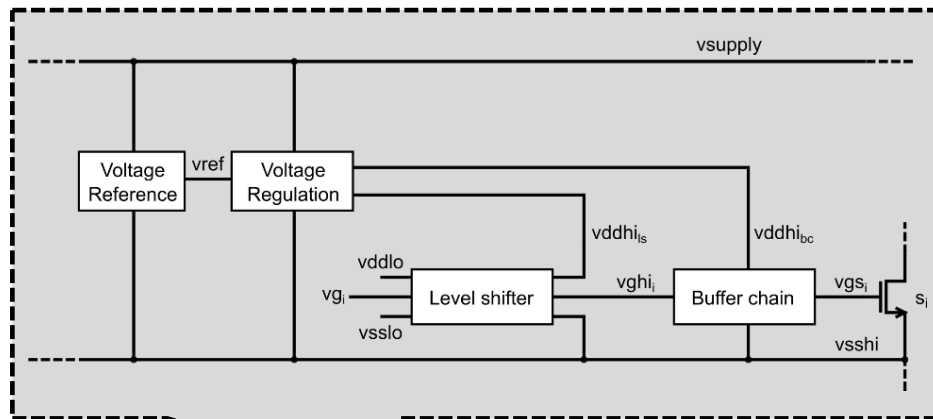 vsupply
Voltage
Reference
vref
Voltage
Regulation
vddhi_ls
vddhi_bc
vddlo
vg_i
vsslo
Level shifter
vghi_i
Buffer chain
vgs_i
s_i
vsshi